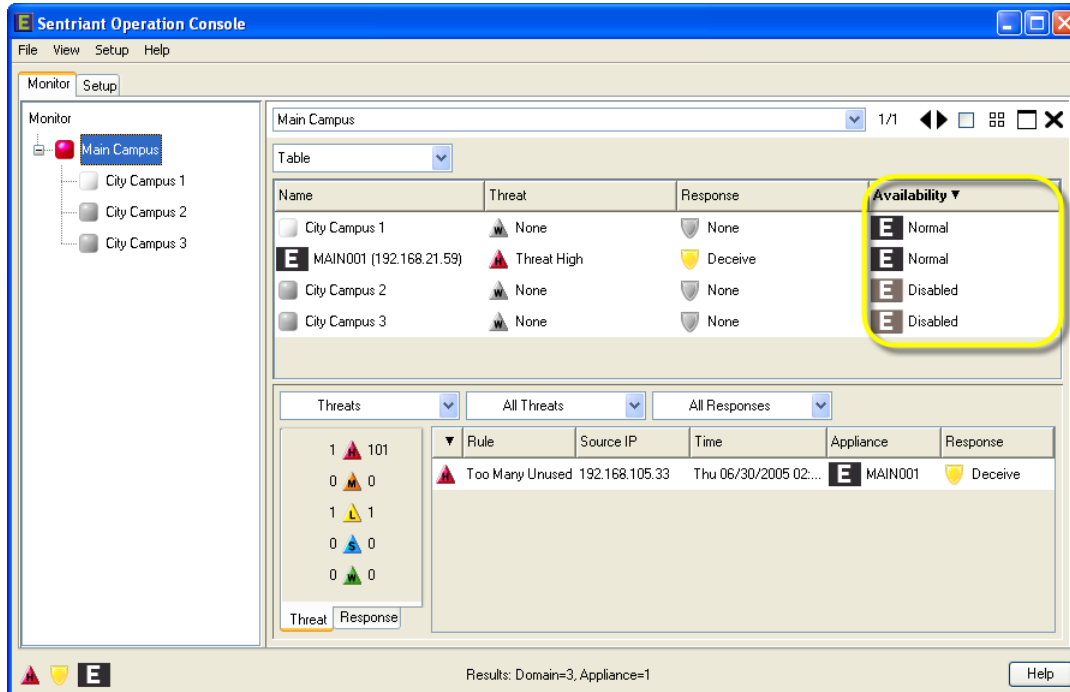 E Sentriant Operation Console
File View Setup Help
Monitor Setup
Monitor
Main Campus
City Campus 1
City Campus 2
City Campus 3
Main Campus 1/1
Table
Name Threat Response Availability ▼
City Campus 1 W None None E Normal
E MAIN001 (192.168.21.59) H Threat High Deceive E Normal
City Campus 2 W None None E Disabled
City Campus 3 W None None E Disabled
Threats All Threats All Responses
1 H 101
0 M 0
1 L 1
0 S 0
0 W 0
Threat Response
▼ Rule Source IP Time Appliance Response
H Too Many Unused 192.168.105.33 Thu 06/30/2005 02:... E MAIN001 Deceive
H E Results: Domain=3, Appliance=1 Help